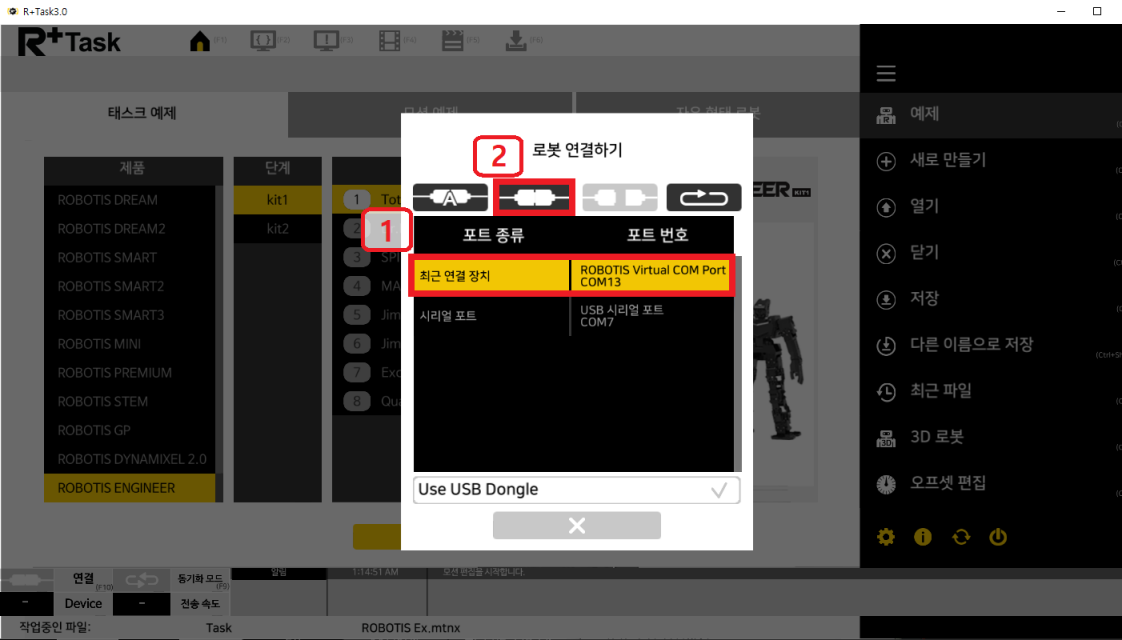 R+Task3.0
R+Task
(F1)
(F2)
(F3)
(F4)
(F5)
(F6)
태스크 예제
모션 예제
자유 형태 로봇
제품
ROBOTIS DREAM
ROBOTIS DREAM2
ROBOTIS SMART
ROBOTIS SMART2
ROBOTIS SMART3
ROBOTIS MINI
ROBOTIS PREMIUM
ROBOTIS STEM
ROBOTIS GP
ROBOTIS DYNAMIXEL 2.0
ROBOTIS ENGINEER
단계
kit1
kit2
1 Tot
2
3 SPI
4 MA
5 Jim
6 Jim
7 Exc
8 Qua
EER KIT1
2
로봇 연결하기
A
1
포트 종류 포트 번호
최근 연결 장치 ROBOTIS Virtual COM Port
COM13
시리얼 포트 USB 시리얼 포트
COM7
Use USB Dongle
예제
새로 만들기
열기
닫기
저장
다른 이름으로 저장
(Ctrl+Sh
최근 파일
3D 로봇
오프셋 편집
연결
(F10)
동기화 모드
(F9)
- Device - 전송 속도
알림 1:14:51 AM 모션 편집을 시작합니다.
작업중인 파일: Task ROBOTIS Ex.mtnx